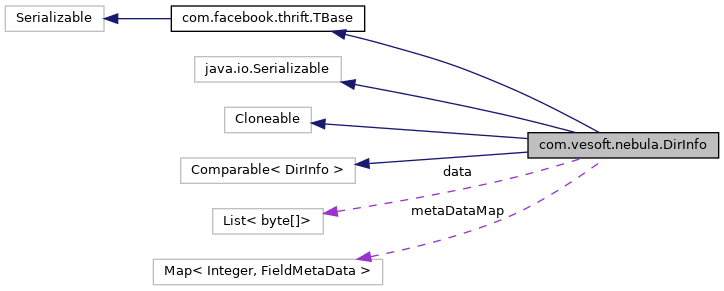 Serializable
com.facebook.thrift.TBase
java.io.Serializable
Cloneable
com.vesoft.nebula.DirInfo
Comparable< DirInfo >
data
metaDataMap
List< byte[]>
Map< Integer, FieldMetaData >